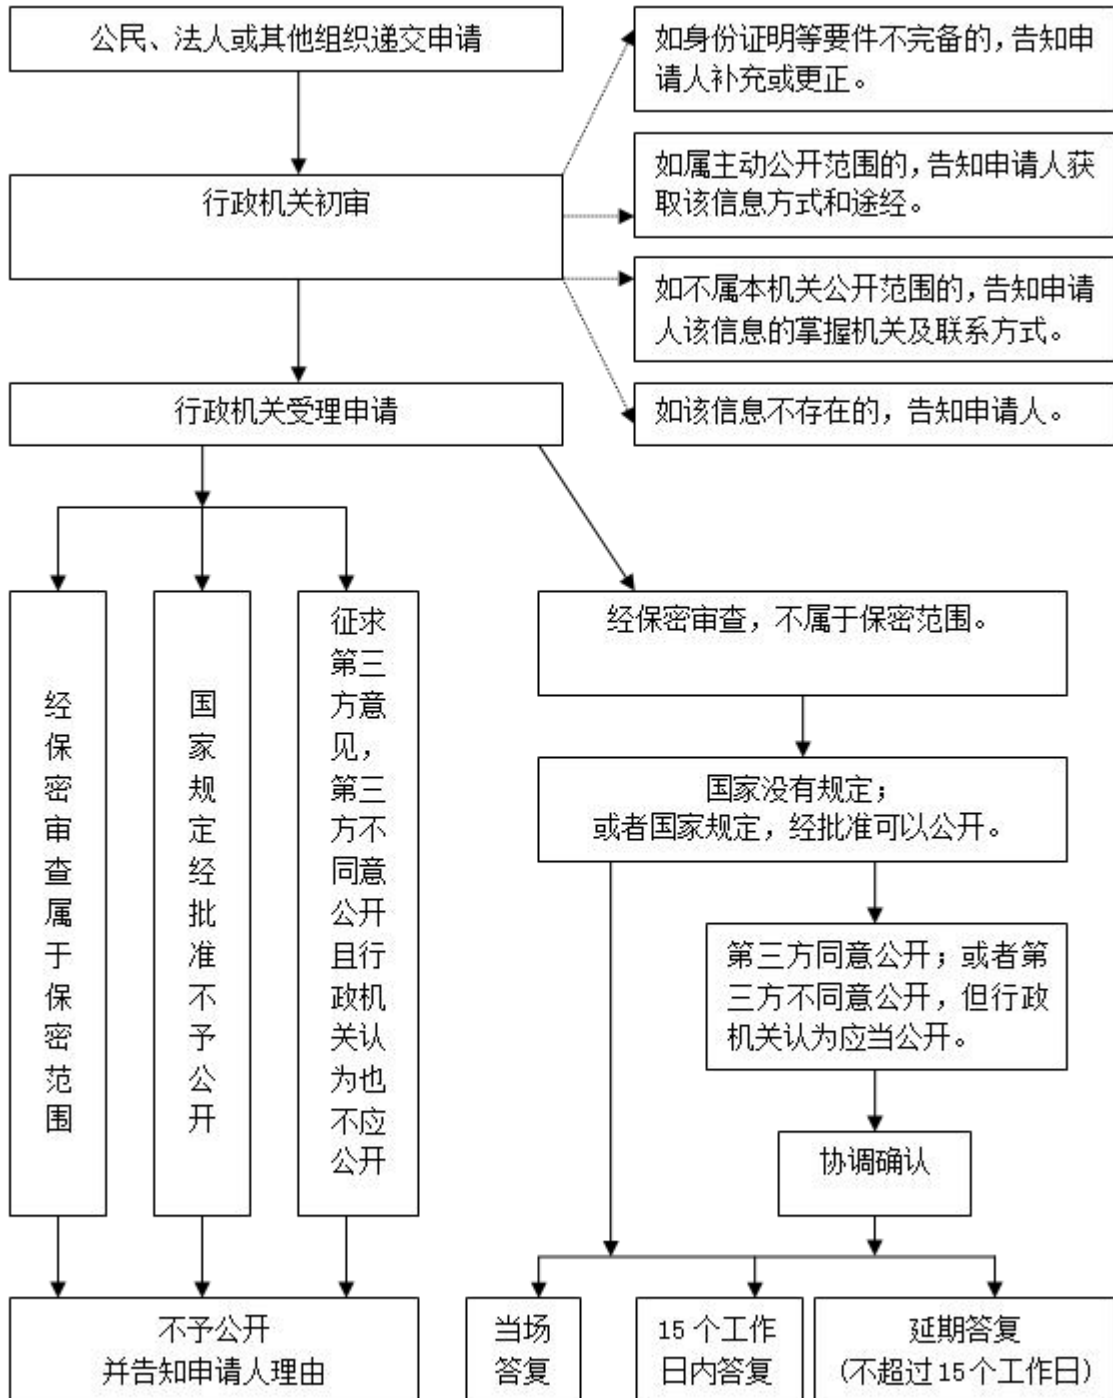 公民、法人或其他组织递交申请
如身份证明等要件不完备的，告知申
请人补充或更正。
行政机关初审
如属主动公开范围的，告知申请人获
取该信息方式和途经。
如不属本机关公开范围的，告知申请
人该信息的掌握机关及联系方式。
行政机关受理申请
如该信息不存在的，告知申请人。
经保密审查属于保密范围
国家规定经批准不予公开
征求
第三
方意
见，
第三
方不
同意
公开
且行
政机
关认
为也
不应
公开
经保密审查，不属于保密范围。
国家没有规定；
或者国家规定，经批准可以公开。
第三方同意公开；或者第
三方不同意公开，但行政
机关认为应当公开。
协调确认
不予公开
并告知申请人理由
当场
答复
15个工作
日内答复
延期答复
(不超过15个工作日)